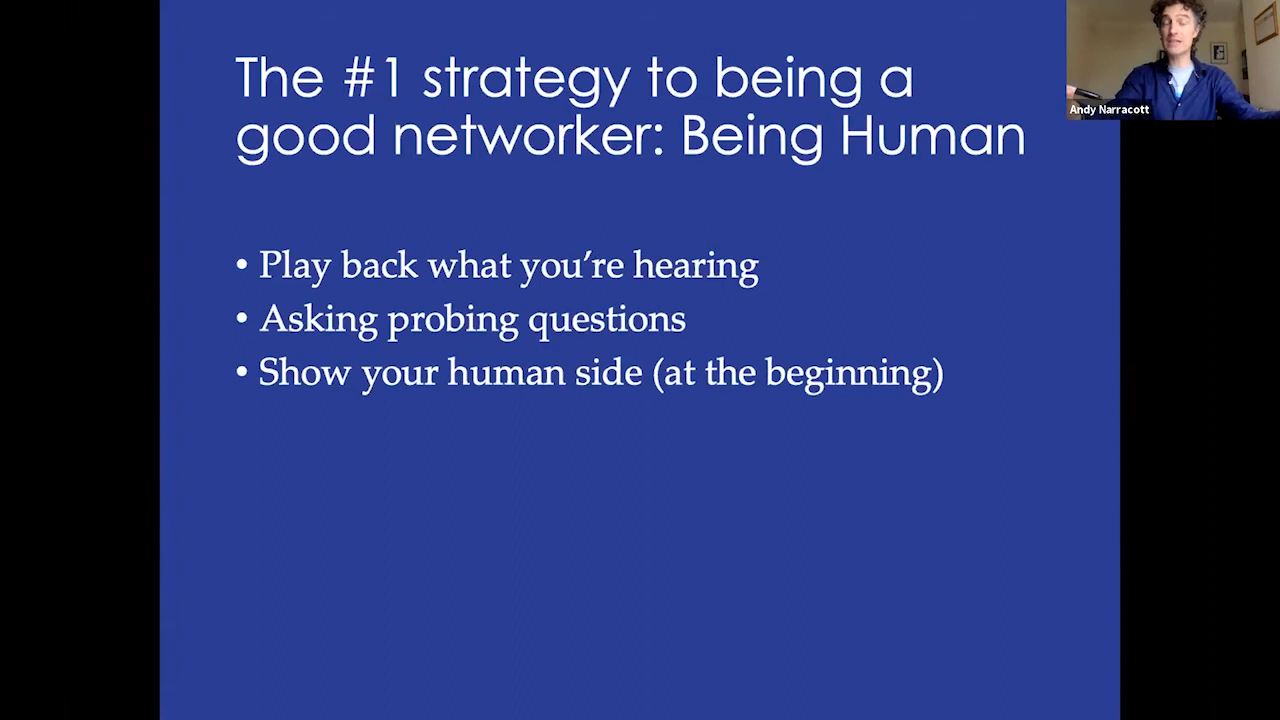 The #1 strategy to being a
good networker: Being Human
• Play back what you’re hearing
• Asking probing questions
• Show your human side (at the beginning)
Andy Narracott